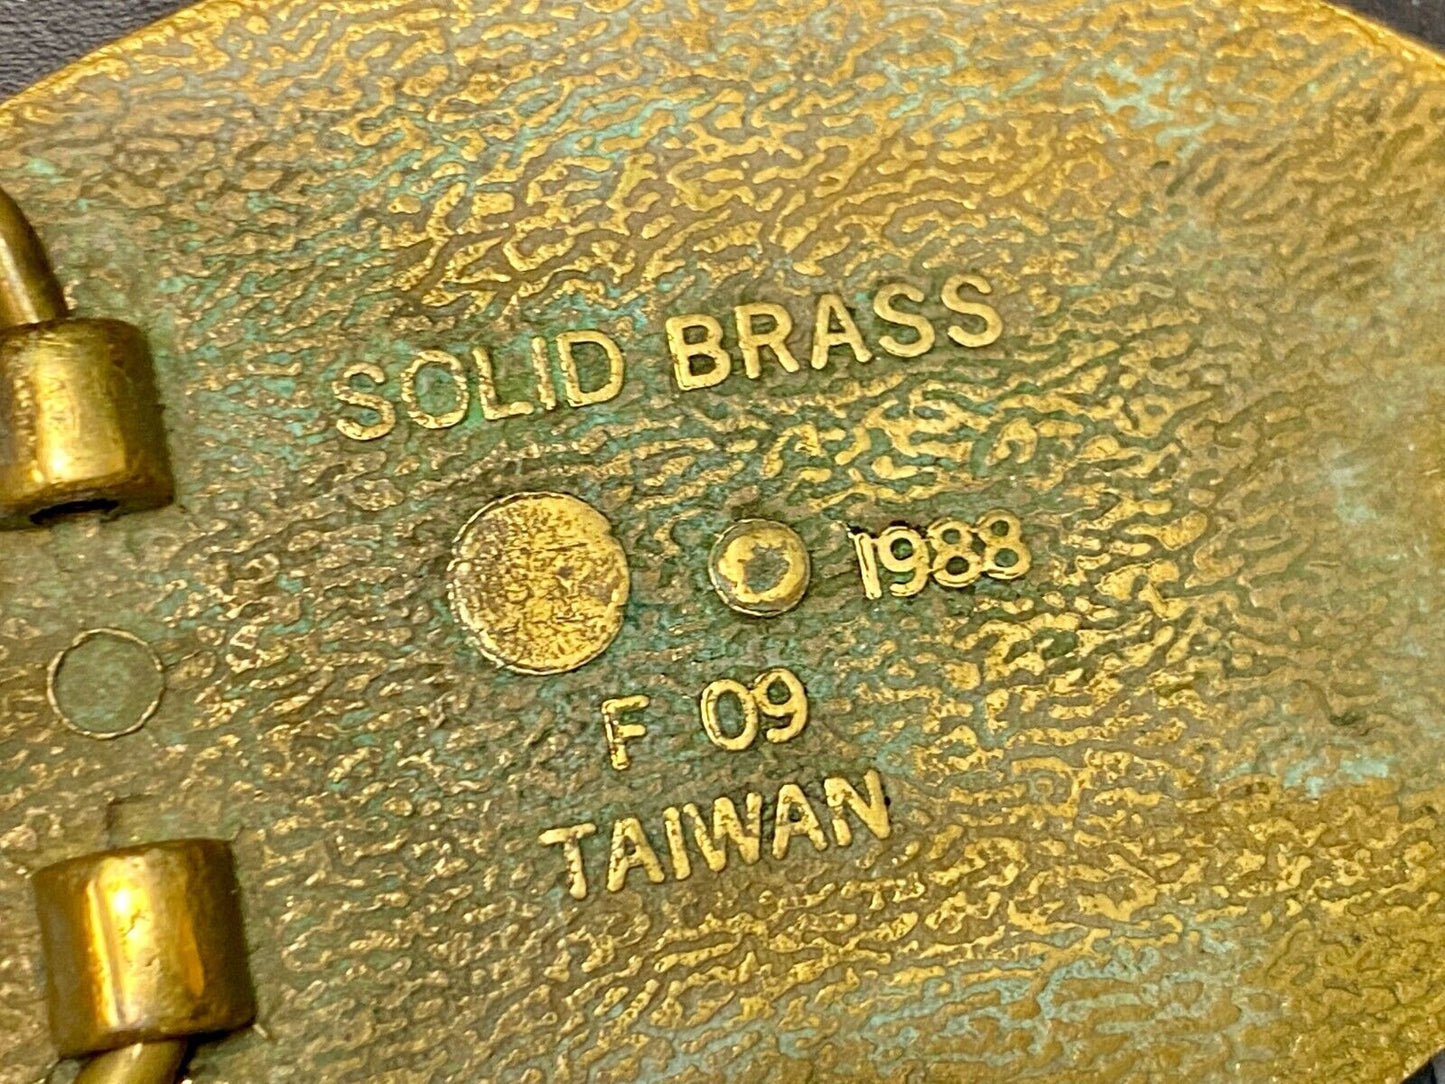 SOLID BRASS
1988
F 09
TAIWAN